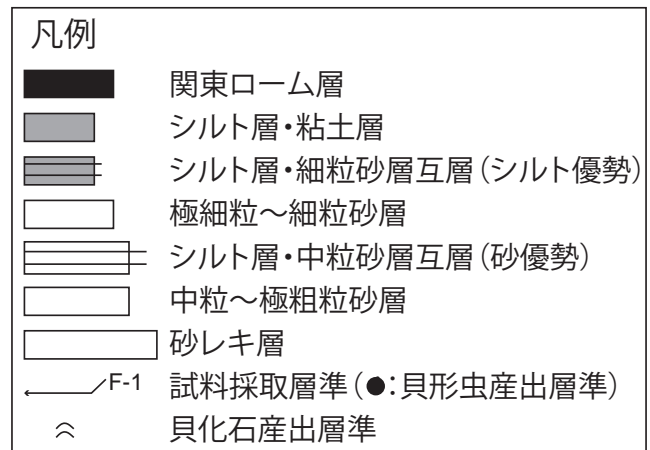 凡例
関東ローム層
シルト層・粘土層
シルト層・細粒砂層互層（シルト優勢）
極細粒～細粒砂層
シルト層・中粒砂層互層（砂優勢）
中粒～極粗粒砂層
砂レキ層
F-1 試料採取層準（●：貝形虫産出層準）
貝化石産出層準